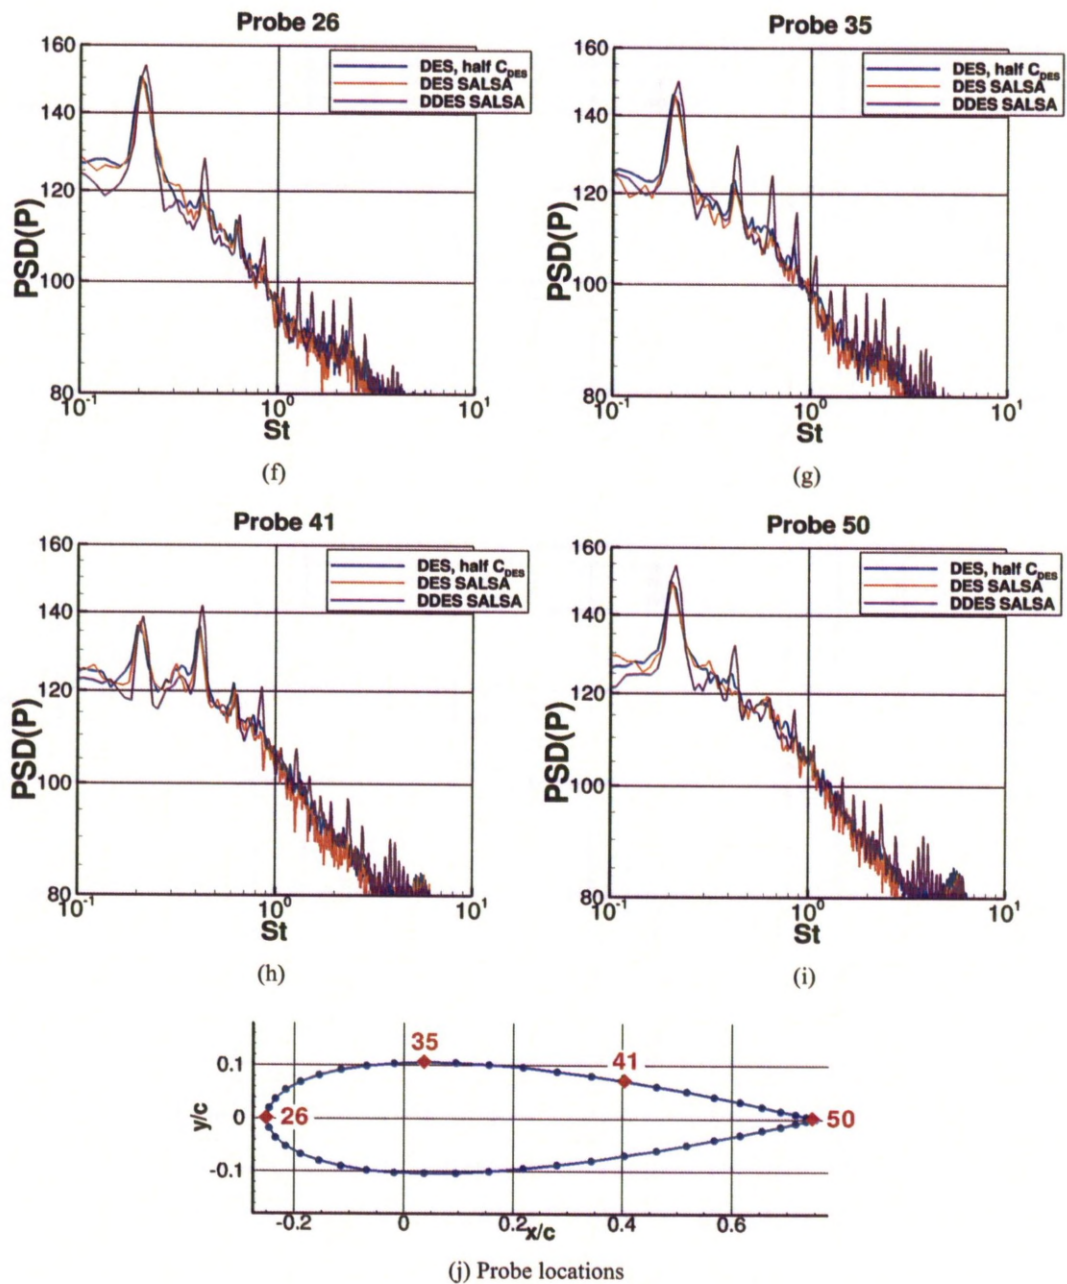 Probe 26
160
140
120
100
80
PSD(P)
DES, half C_DES
DES SALSA
DDES SALSA
10^-1
10^0
10^1
St
(f)
Probe 35
160
140
120
100
80
PSD(P)
DES, half C_DES
DES SALSA
DDES SALSA
10^-1
10^0
10^1
St
(g)
Probe 41
160
140
120
100
80
PSD(P)
DES, half C_DES
DES SALSA
DDES SALSA
10^-1
10^0
10^1
St
(h)
Probe 50
160
140
120
100
80
PSD(P)
DES, half C_DES
DES SALSA
DDES SALSA
10^-1
10^0
10^1
St
(i)
35
41
26
50
0.1
0
-0.1
y/c
-0.2
0
0.2
0.4
0.6
x/c
(j) Probe locations